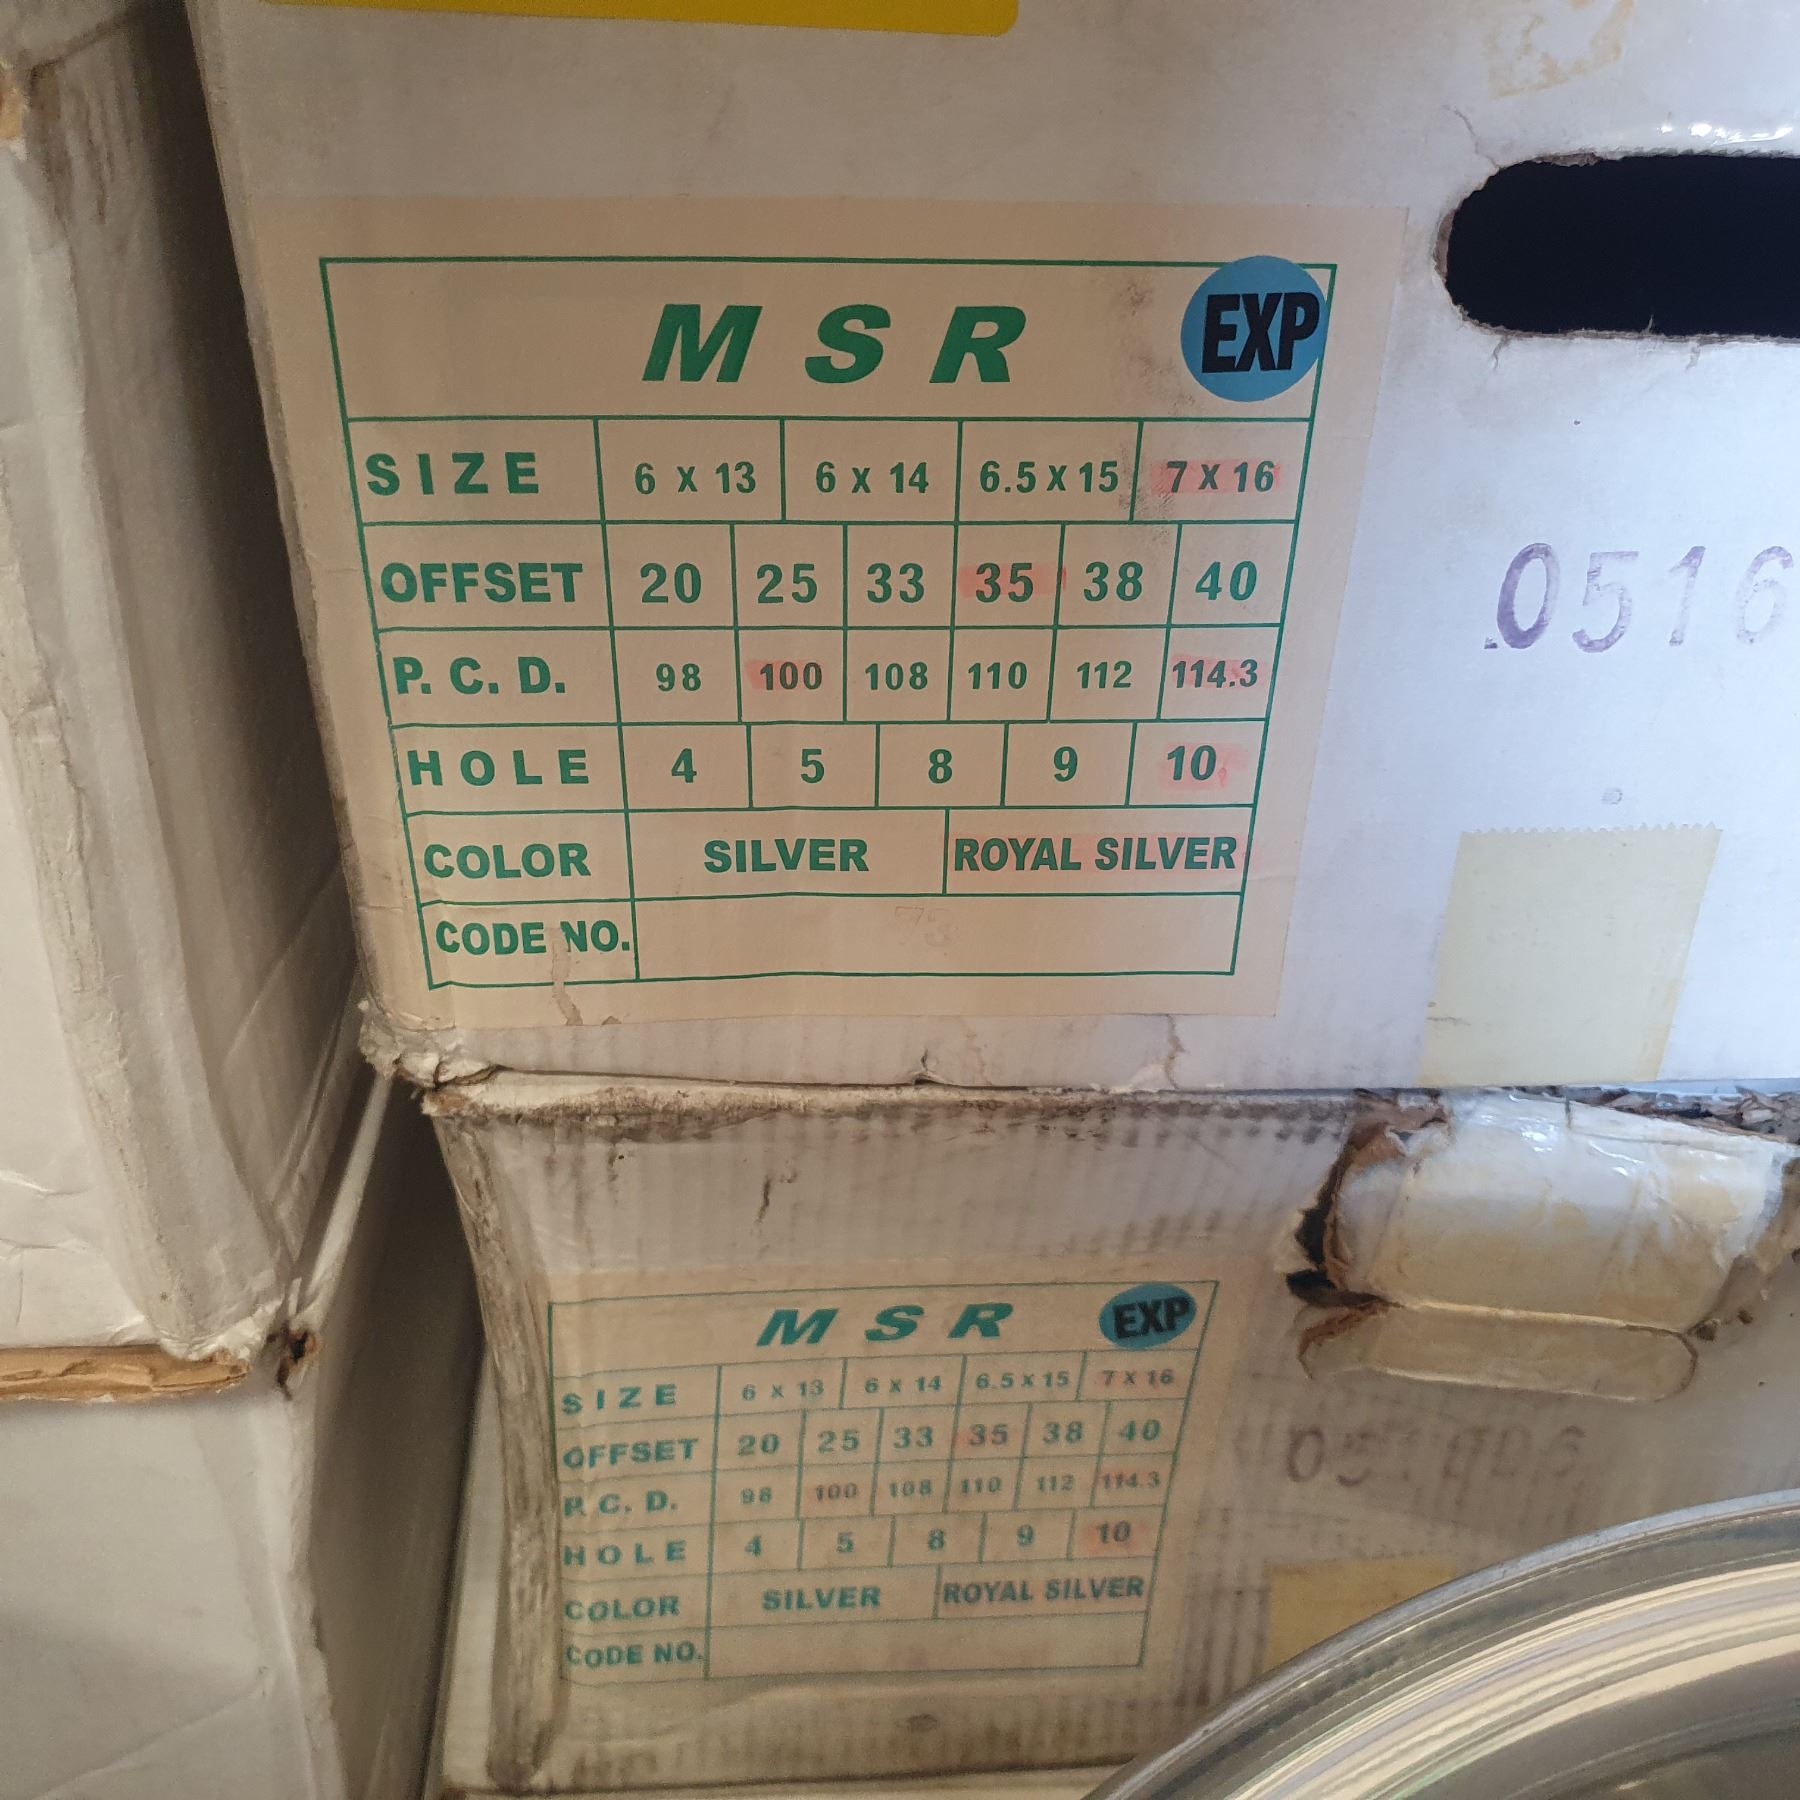 MSR EXP
SIZE 6 X 13 6 X 14 6.5 X 15 7 X 16
OFFSET 20 25 33 35 38 40
P. C. D. 98 100 108 110 112 114.3
HOLE 4 5 8 9 10
COLOR SILVER ROYAL SILVER
CODE NO.
0516
MSR EXP
SIZE 6 X 13 6 X 14 6.5 X 15 7 X 16
OFFSET 20 25 33 35 38 40
P. C. D. 98 100 108 110 112 114.3
HOLE 4 5 8 9 10
COLOR SILVER ROYAL SILVER
CODE NO.